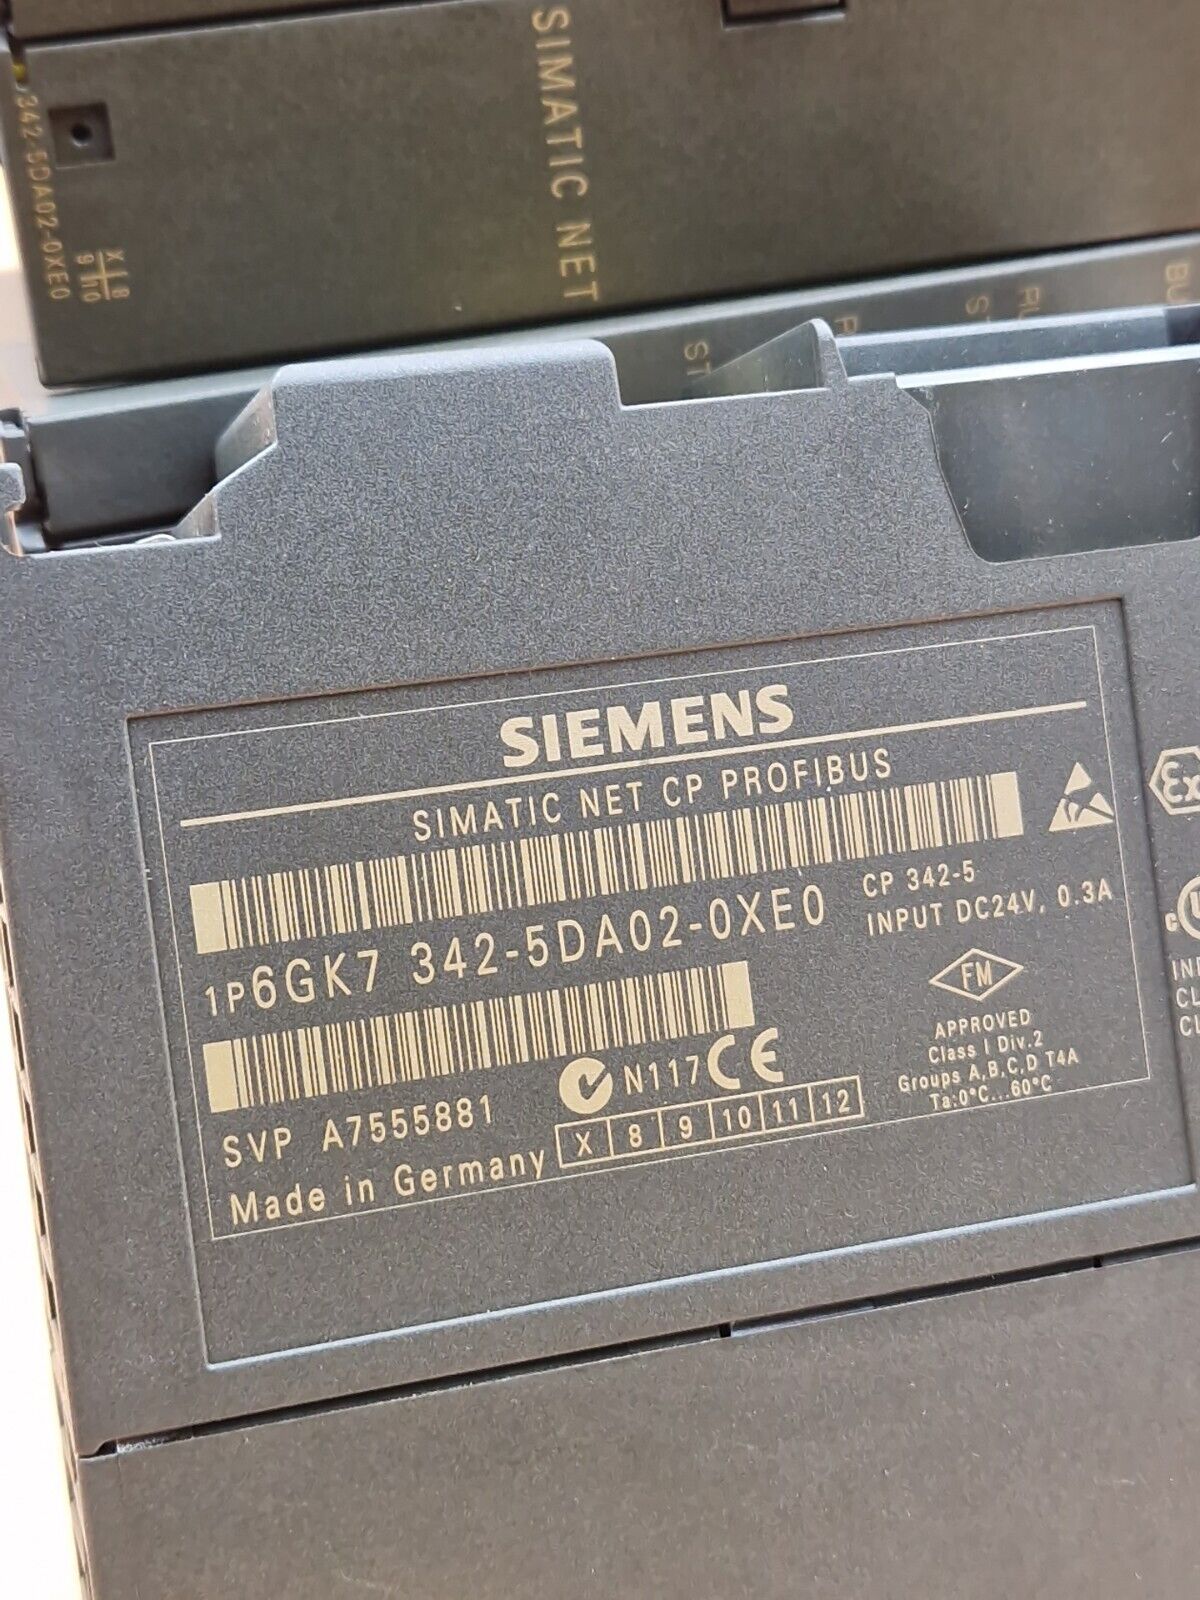 342-5DA02-0XE0
X 8
9 10
SIMATIC NET
ST
SIEMENS
SIMATIC NET CP PROFIBUS
1P6GK7 342-5DA02-0XE0
CP 342-5
INPUT DC24V, 0.3A
FM
APPROVED
Class I Div.2
Groups A,B,C,D T4A
Ta:0°C...60°C
N117 CE
SVP A7555881
Made in Germany
X 8 9 10 11 12
Ex